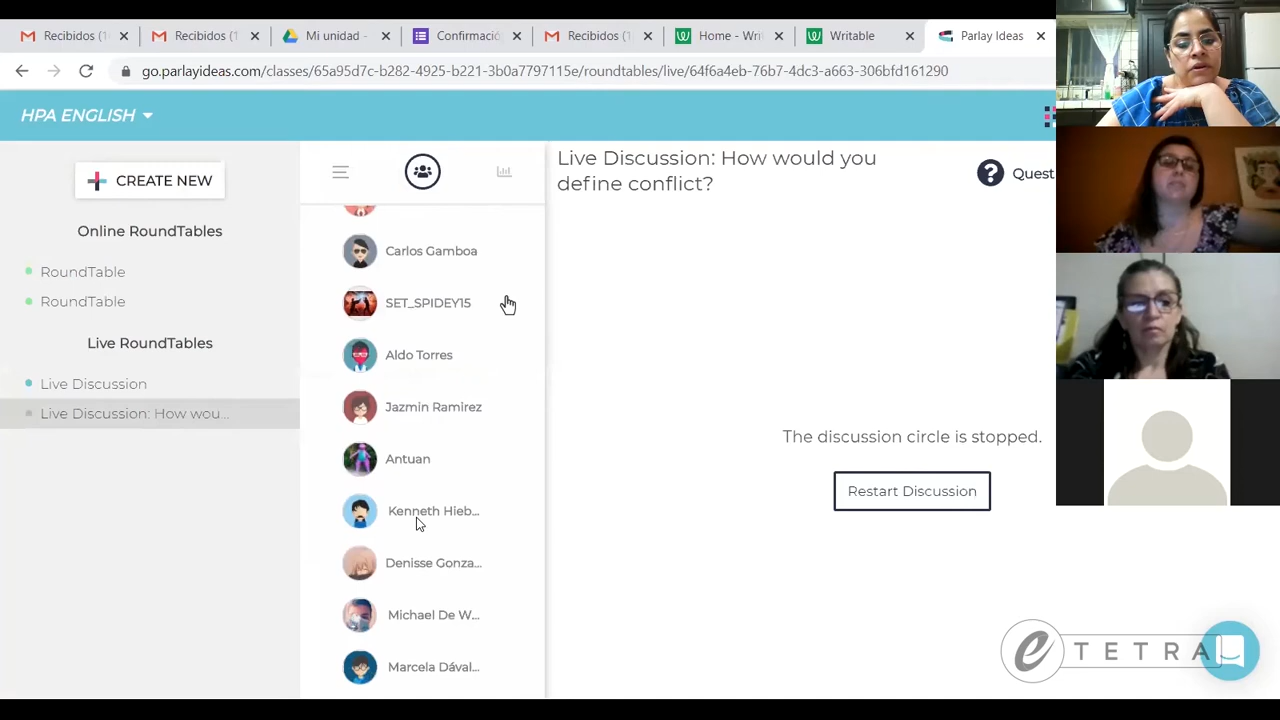 Recibidos (1
Recibidos (1
Mi unidad -
Confirmació
Recibidos (1
Home - Wri
Writable
Parlay Ideas
go.parlayideas.com/classes/65a95d7c-b282-4925-b221-3f0a7797115e/roundtables/live/64f6a4eb-76b7-4dc3-a663-306bfd161290
HPA ENGLISH
CREATE NEW
Online RoundTables
RoundTable
RoundTable
Live RoundTables
Live Discussion
Live Discussion: How wou...
Carlos Gamboa
SET_SPIDEY15
Aldo Torres
Jazmin Ramirez
Antuan
Kenneth Hieb...
Denisse Gonza...
Michael De W...
Marcela Dával...
Live Discussion: How would you
define conflict?
? Quest
The discussion circle is stopped.
Restart Discussion
e TETRA